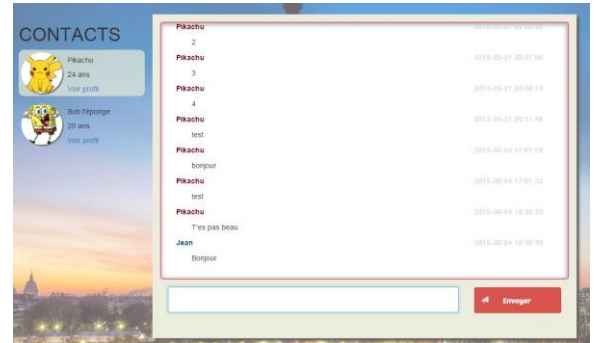 CONTACTS
Pikachu
24 ans
Voir profil
Bob l'éponge
20 ans
Voir profil
Pikachu
2
Pikachu 2015-05-31 20:07:05
3
Pikachu 2015-05-31 20:08:13
4
Pikachu 2015-05-31 20:11:48
test
Pikachu 2015-06-04 17:01:28
bonjour
Pikachu 2015-06-04 17:01:33
test
Pikachu 2015-06-04 18:30:23
T'es pas beau
Jean 2015-06-04 18:30:38
Bonjour
Envoyer